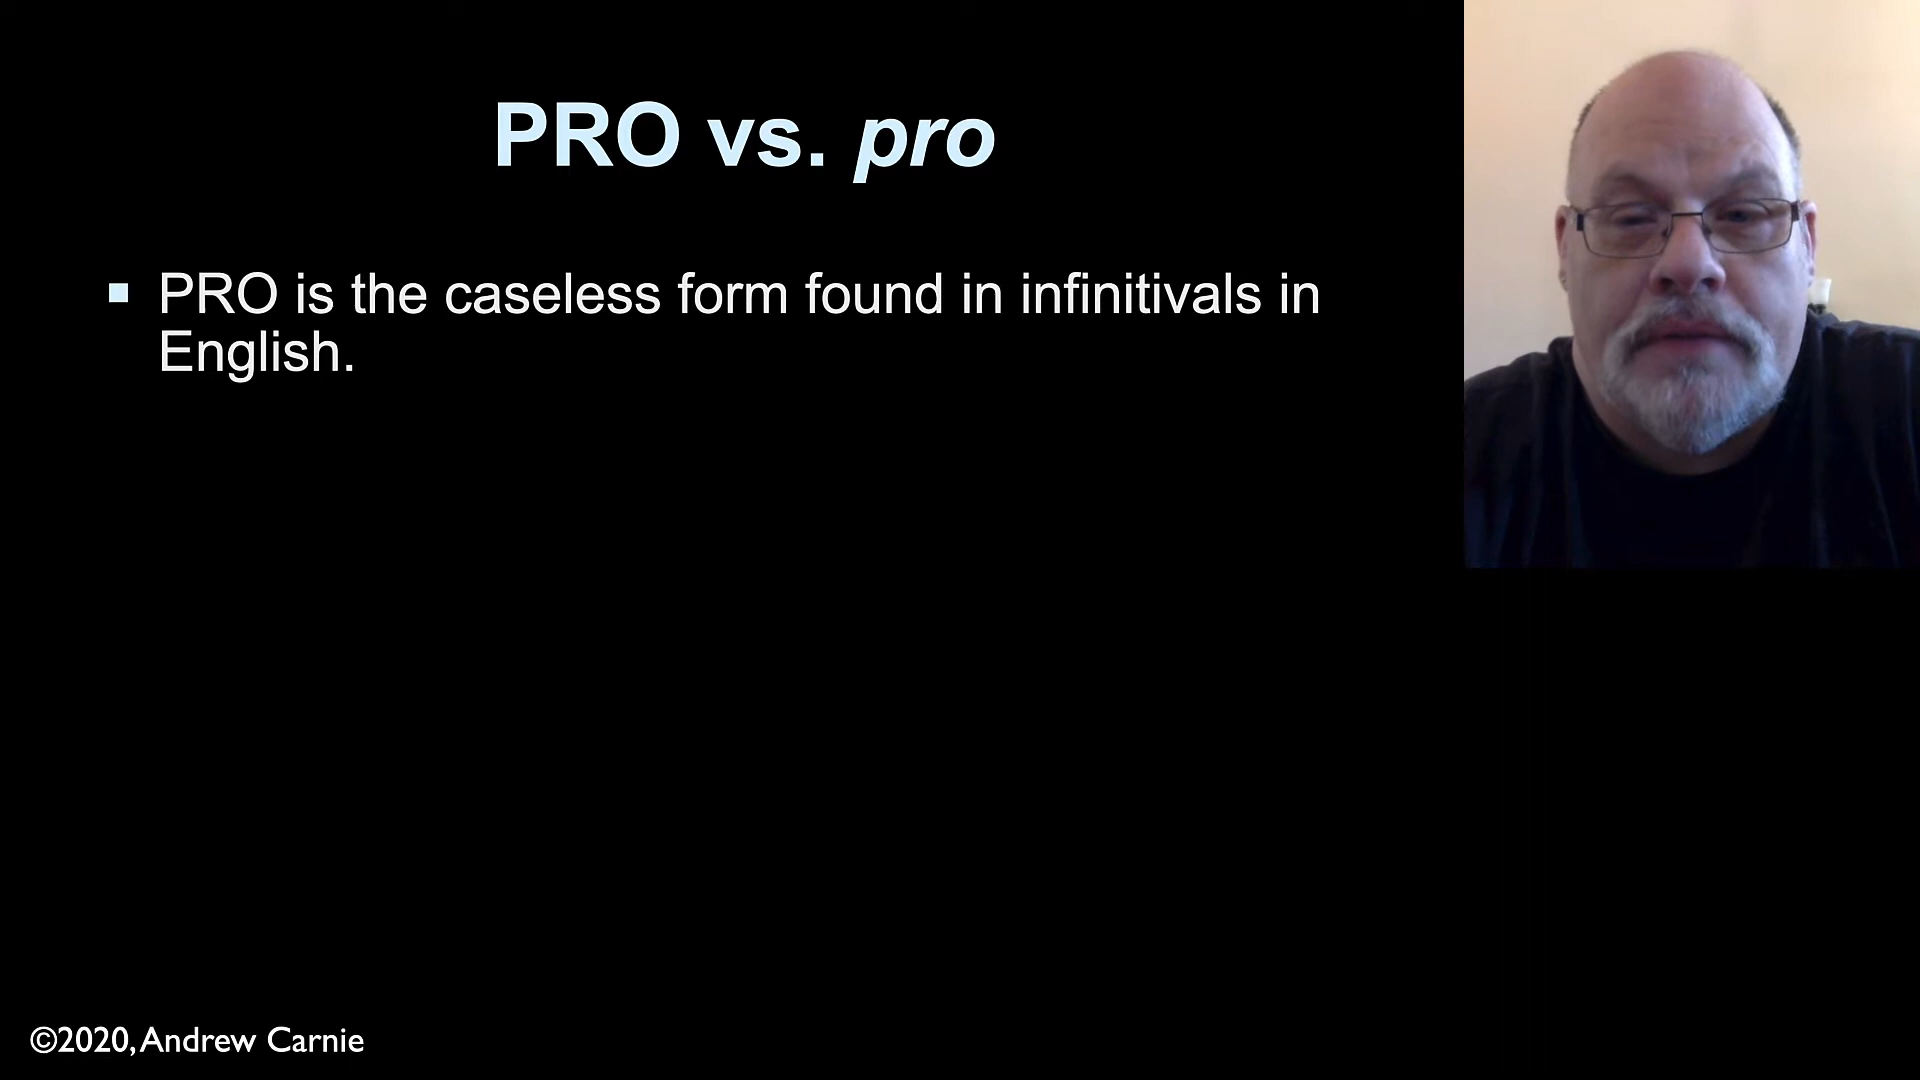 PRO vs. pro
▪ PRO is the caseless form found in infinitivals in
English.
©2020, Andrew Carnie